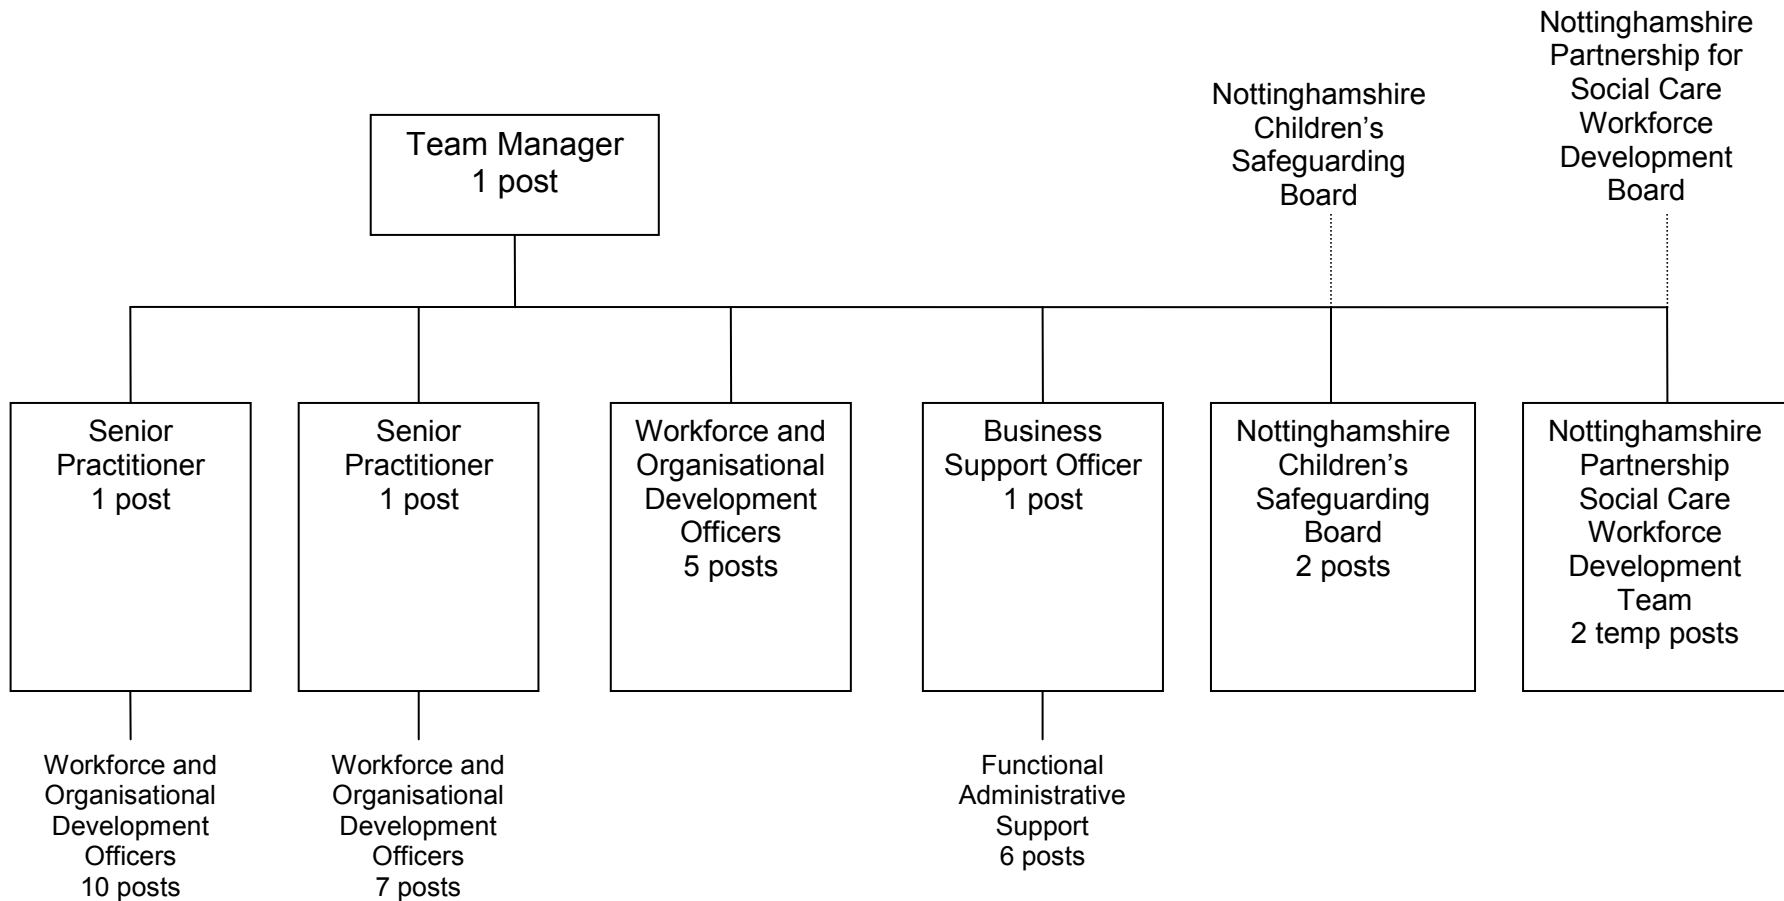 Nottinghamshire
Partnership for
Social Care
Workforce
Development
Board
Nottinghamshire
Children’s
Safeguarding
Board
Team Manager
1 post
Senior
Practitioner
1 post
Senior
Practitioner
1 post
Workforce and
Organisational
Development
Officers
5 posts
Business
Support Officer
1 post
Nottinghamshire
Children’s
Safeguarding
Board
2 posts
Nottinghamshire
Partnership
Social Care
Workforce
Development
Team
2 temp posts
Workforce and
Organisational
Development
Officers
10 posts
Workforce and
Organisational
Development
Officers
7 posts
Functional
Administrative
Support
6 posts